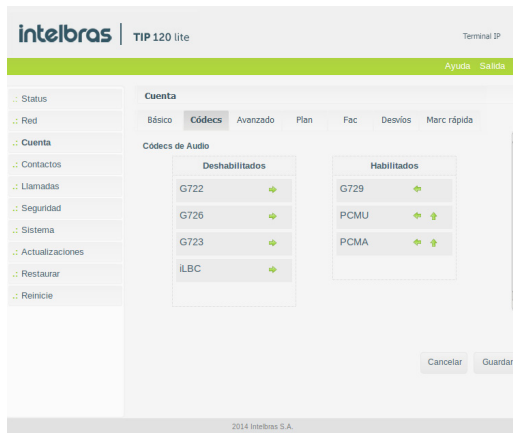 intelbras TIP 120 lite
Terminal IP
Ayuda Salida
.: Status
.: Red
.: Cuenta
.: Contactos
.: Llamadas
.: Seguridad
.: Sistema
.: Actualizaciones
.: Restaurar
.: Reinicie
Cuenta
Básico Códecs Avanzado Plan Fac Desvíos Marc rápida
Códecs de Audio
Deshabilitados
G722
G726
G723
iLBC
Habilitados
G729
PCMU
PCMA
Cancelar Guardar
2014 Intelbras S.A.